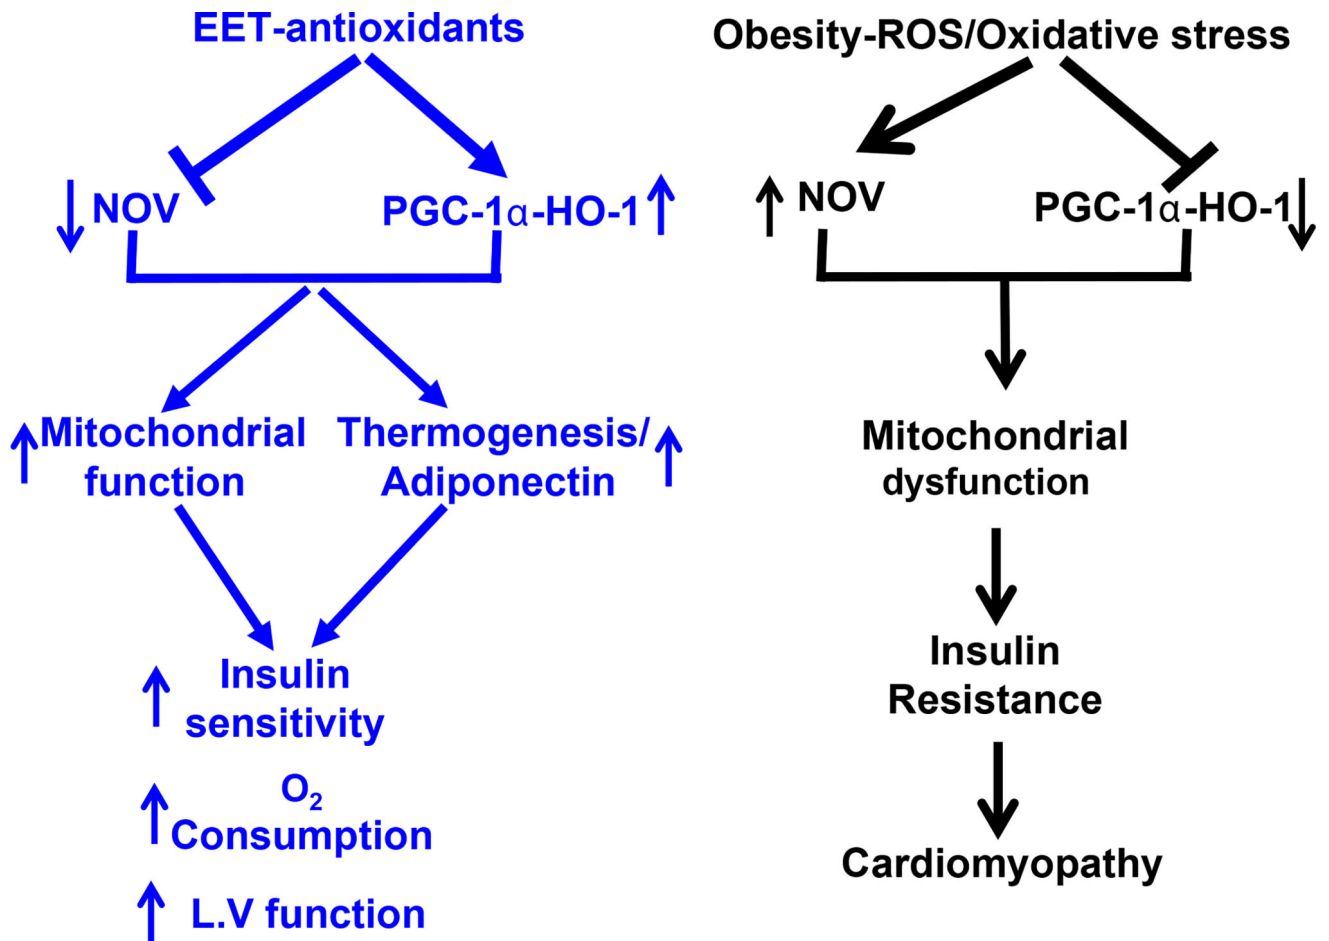 EET-antioxidants
NOV
PGC-1α-HO-1
Mitochondrial
function
Thermogenesis/
Adiponectin
Insulin
sensitivity
O₂
Consumption
L.V function
Obesity-ROS/Oxidative stress
NOV
PGC-1α-HO-1
Mitochondrial
dysfunction
Insulin
Resistance
Cardiomyopathy